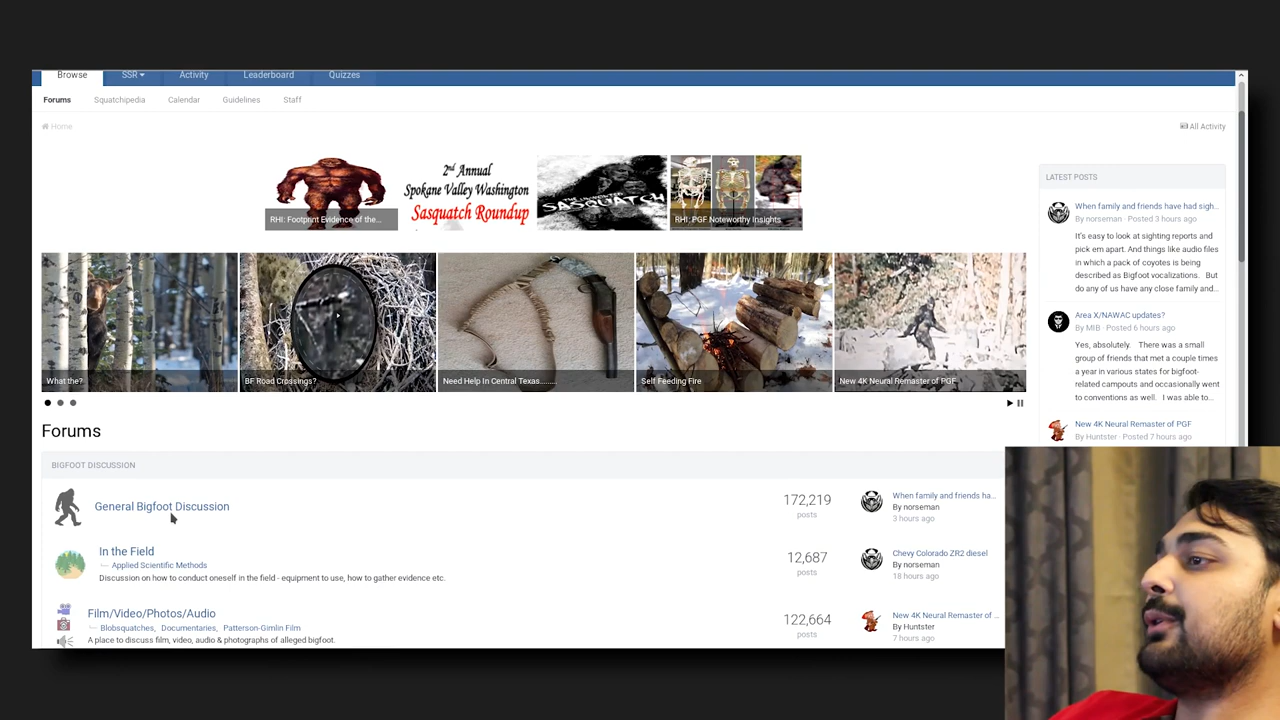 Browse
SSR
Activity
Leaderboard
Quizzes
Forums
Squatchipedia
Calendar
Guidelines
Staff
Home
All Activity
RHI: Footprint Evidence of the...
2nd Annual
Spokane Valley Washington
Sasquatch Roundup
SASQUATCH
RHI: PGF Noteworthy Insights
What the?
BF Road Crossings?
Need Help In Central Texas........
Self Feeding Fire
New 4K Neural Remaster of PGF
LATEST POSTS
When family and friends have had sigh...
By norseman · Posted 3 hours ago
It's easy to look at sighting reports and
pick em apart. And things like audio files
in which a pack of coyotes is being
described as Bigfoot vocalizations. But
do any of us have any close family and...
Area X/NAWAC updates?
By MIB · Posted 6 hours ago
Yes, absolutely. There was a small
group of friends that met a couple times
a year in various states for bigfoot-
related campouts and occasionally went
to conventions as well. I was able to...
New 4K Neural Remaster of PGF
By Huntster · Posted 7 hours ago
Forums
BIGFOOT DISCUSSION
General Bigfoot Discussion
172,219
posts
When family and friends ha...
By norseman
3 hours ago
In the Field
Applied Scientific Methods
Discussion on how to conduct oneself in the field - equipment to use, how to gather evidence etc.
12,687
posts
Chevy Colorado ZR2 diesel
By norseman
18 hours ago
Film/Video/Photos/Audio
Blobsquatches, Documentaries, Patterson-Gimlin Film
A place to discuss film, video, audio & photographs of alleged bigfoot.
122,664
posts
New 4K Neural Remaster of ...
By Huntster
7 hours ago